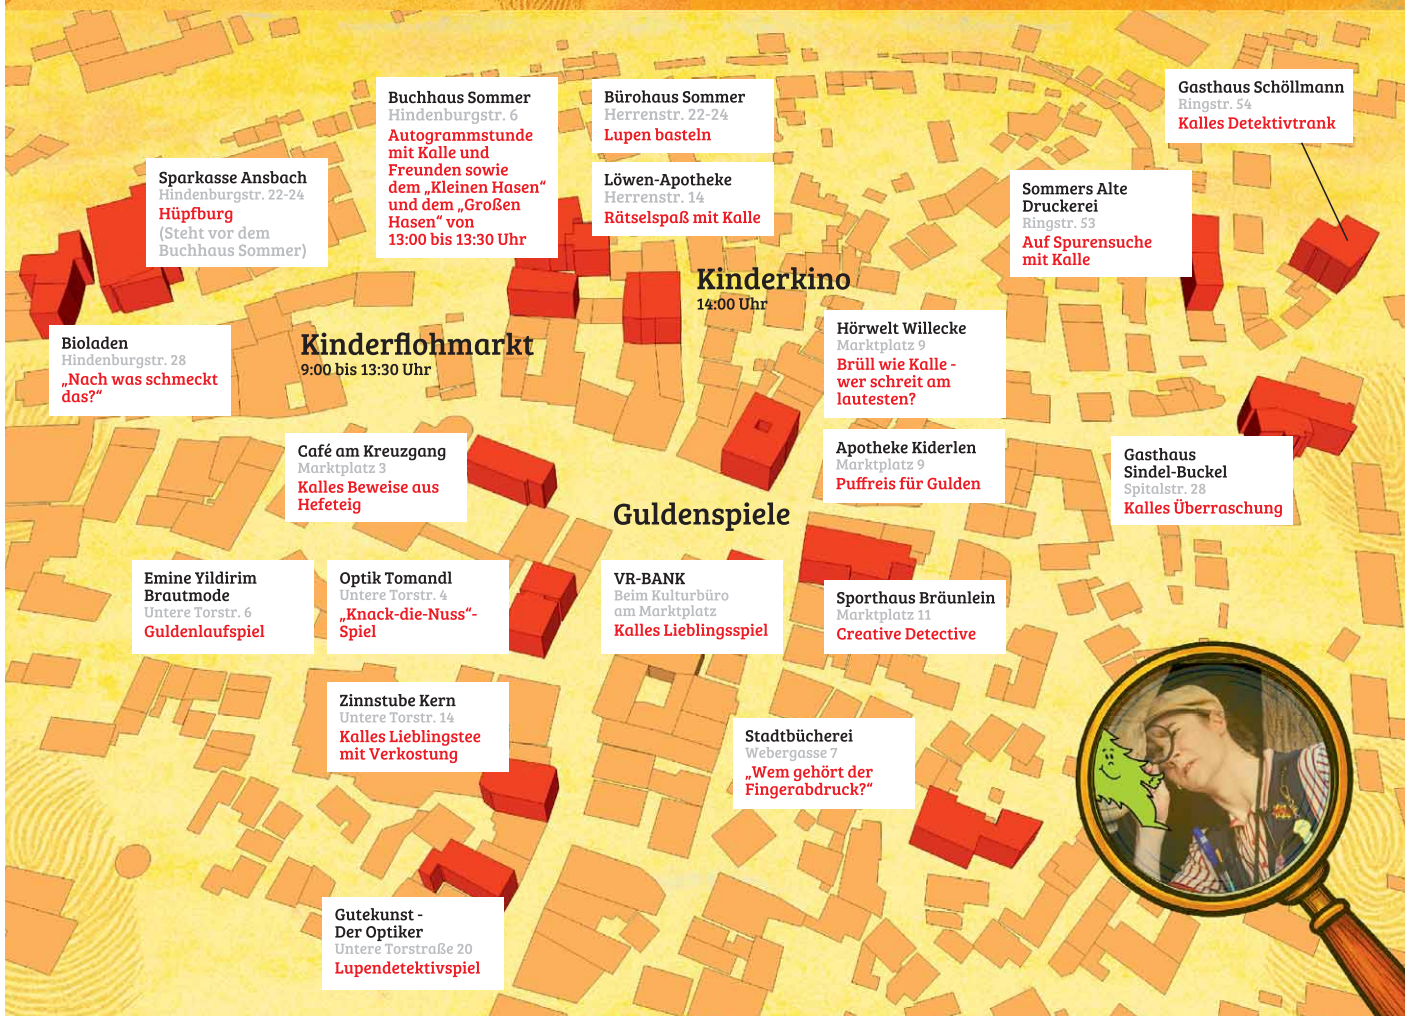 Buchhaus Sommer
Hindenburgstr. 6
Autogrammstunde
mit Kalle und
Freunden sowie
dem „Kleinen Hasen“
und dem „Großen
Hasen“ von
13:00 bis 13:30 Uhr
Bürohaus Sommer
Herrenstr. 22-24
Lupen basteln
Gasthaus Schöllmann
Ringstr. 54
Kalles Detektivtrank
Sparkasse Ansbach
Hindenburgstr. 22-24
Hüpfburg
(Steht vor dem
Buchhaus Sommer)
Löwen-Apotheke
Herrenstr. 14
Rätselspaß mit Kalle
Sommers Alte
Druckerei
Ringstr. 53
Auf Spurensuche
mit Kalle
Kinderkino
14:00 Uhr
Bioladen
Hindenburgstr. 28
„Nach was schmeckt
das?“
Kinderflohmarkt
9:00 bis 13:30 Uhr
Hörwelt Willecke
Marktplatz 9
Brüll wie Kalle -
wer schreit am
lautesten?
Café am Kreuzgang
Marktplatz 3
Kalles Beweise aus
Hefeteig
Apotheke Kiderlen
Marktplatz 9
Puffreis für Gulden
Gasthaus
Sindel-Buckel
Spitalstr. 28
Kalles Überraschung
Guldenspiele
Emine Yildirim
Brautmode
Untere Torstr. 6
Guldenlaufspiel
Optik Tomandl
Untere Torstr. 4
„Knack-die-Nuss“-
Spiel
VR-BANK
Beim Kulturbüro
am Marktplatz
Kalles Lieblingsspiel
Sporthaus Bräunlein
Marktplatz 11
Creative Detective
Zinnstube Kern
Untere Torstr. 14
Kalles Lieblingstee
mit Verkostung
Stadtbücherei
Webergasse 7
„Wem gehört der
Fingerabdruck?“
Gutekunst -
Der Optiker
Untere Torstraße 20
Lupendetektivspiel